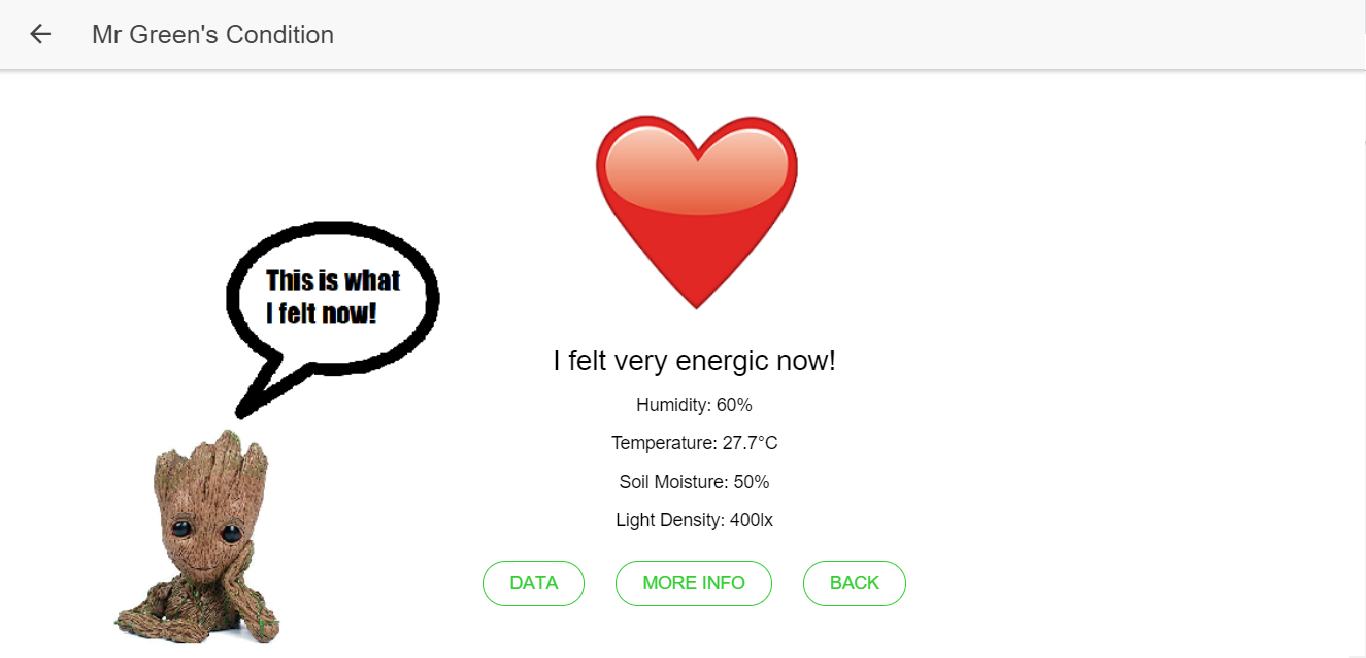 Mr Green's Condition
This is what
I felt now!
I felt very energic now!
Humidity: 60%
Temperature: 27.7°C
Soil Moisture: 50%
Light Density: 400lx
DATA
MORE INFO
BACK